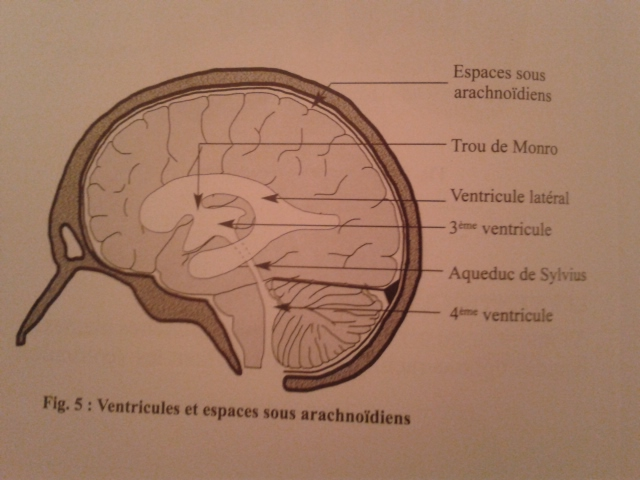 Espaces sous
arachnoïdiens
Trou de Monro
Ventricule latéral
3ème ventricule
Aqueduc de Sylvius
4ème ventricule
Fig. 5 : Ventricules et espaces sous arachnoïdiens